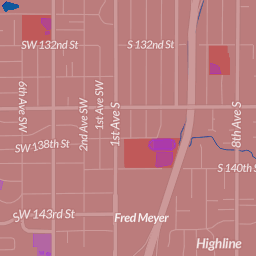 SW 132nd St
S 132nd St
6th Ave SW
2nd Ave SW
1st Ave SW
1st Ave S
8th Ave S
SW 138th St
S 140th St
SW 143rd St
S
Fred Meyer
Highline